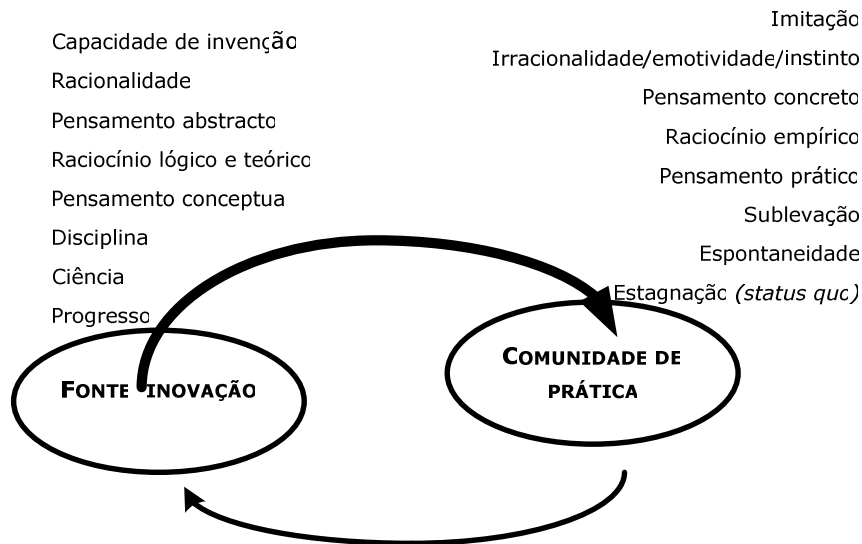 Capacidade de invenção
Racionalidade
Pensamento abstracto
Raciocínio lógico e teórico
Pensamento conceptua
Disciplina
Ciência
Progresso
Imitação
Irracionalidade/emotividade/instinto
Pensamento concreto
Raciocínio empírico
Pensamento prático
Sublevação
Espontaneidade
Estagnação (status quo)
FONTE INOVAÇÃO
COMUNIDADE DE
PRÁTICA